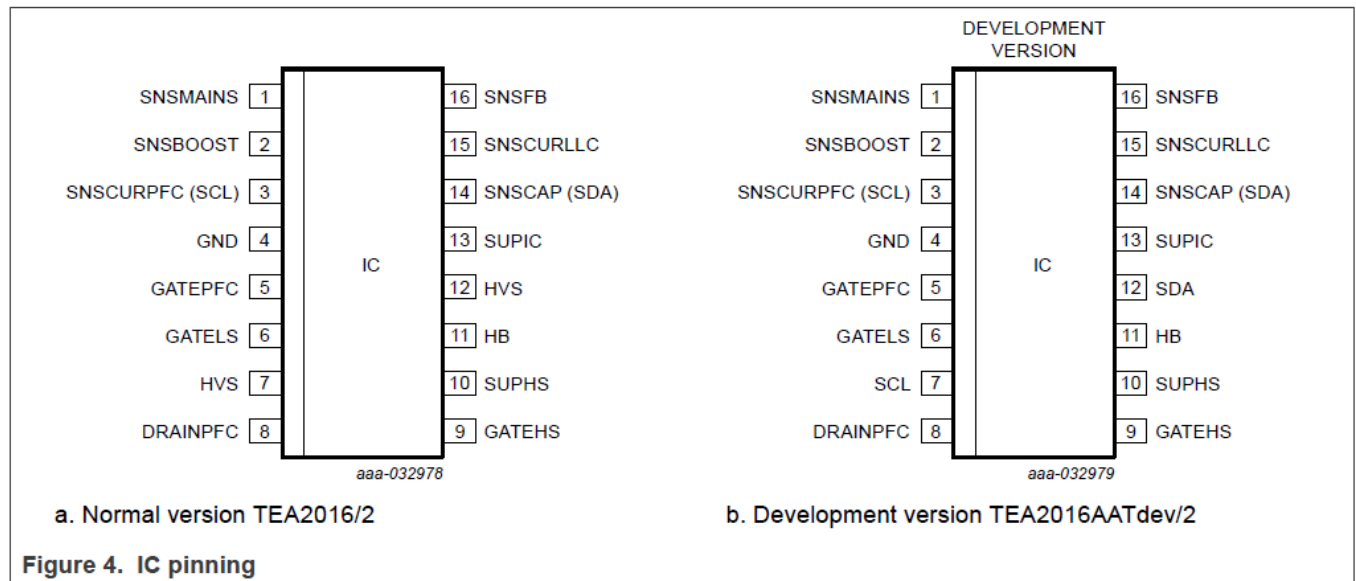 DEVELOPMENT
VERSION
SNSMAINS 1 16 SNSFB
SNSBOOST 2 15 SNSCURLLC
SNSCURPFC (SCL) 3 14 SNSCAP (SDA)
GND 4 13 SUPIC
IC
GATEPFC 5 12 HVS
GATELS 6 11 HB
HVS 7 10 SUPHS
DRAINPFC 8 9 GATEHS
aaa-032978
SNSMAINS 1 16 SNSFB
SNSBOOST 2 15 SNSCURLLC
SNSCURPFC (SCL) 3 14 SNSCAP (SDA)
GND 4 13 SUPIC
IC
GATEPFC 5 12 SDA
GATELS 6 11 HB
SCL 7 10 SUPHS
DRAINPFC 8 9 GATEHS
aaa-032979
a. Normal version TEA2016/2
b. Development version TEA2016AATdev/2
Figure 4. IC pinning